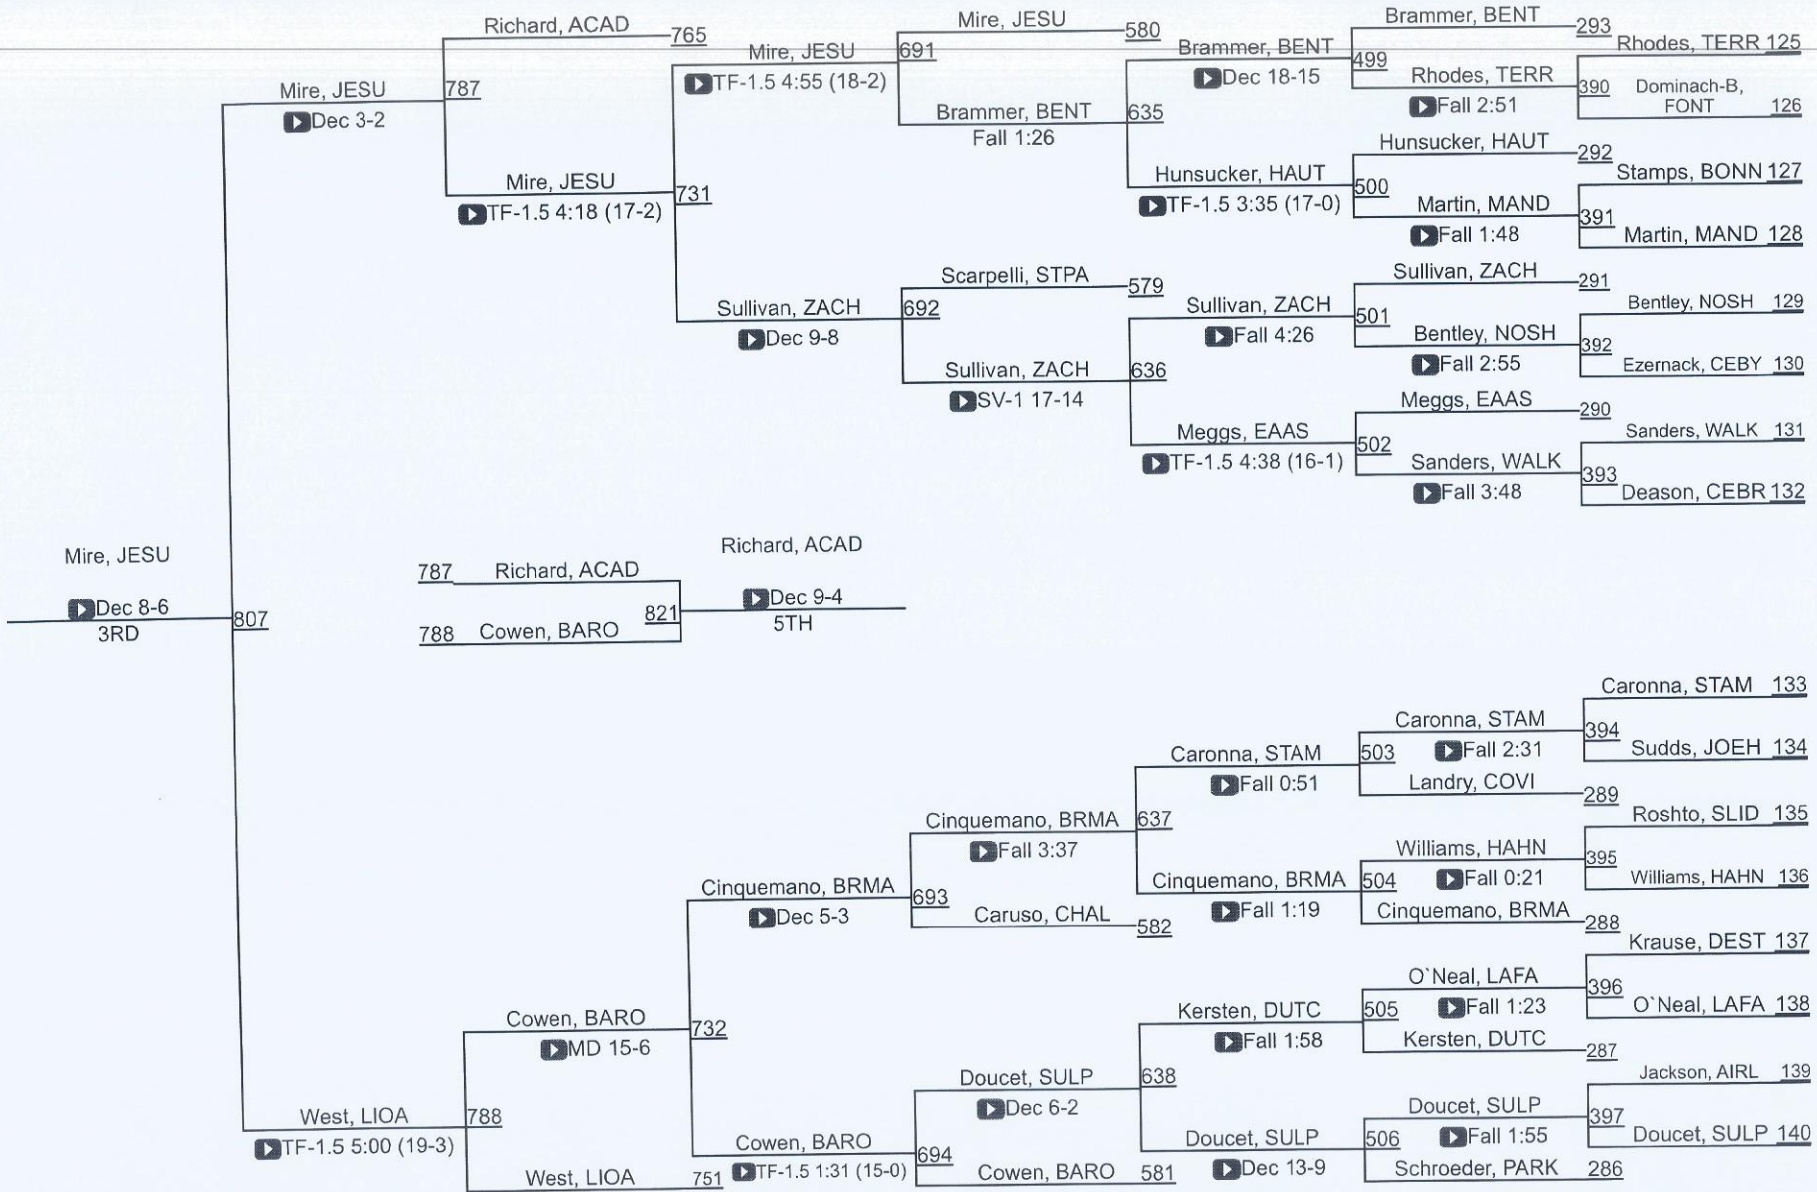 Richard, ACAD 765
Mire, JESU
Dec 3-2
787
Mire, JESU
TF-1.5 4:18 (17-2)
Mire, JESU
TF-1.5 4:55 (18-2)
731
Sullivan, ZACH
Dec 9-8
Mire, JESU 580
691
Brammer, BENT
Fall 1:26
Scarpelli, STPA 579
692
Sullivan, ZACH
SV-1 17-14
Brammer, BENT
Dec 18-15
635
Hunsucker, HAUT
TF-1.5 3:35 (17-0)
Sullivan, ZACH
Fall 4:26
636
Meggs, EAAS
TF-1.5 4:38 (16-1)
Brammer, BENT 293
499
Rhodes, TERR
Fall 2:51
Hunsucker, HAUT 292
500
Martin, MAND
Fall 1:48
Sullivan, ZACH 291
501
Bentley, NOSH
Fall 2:55
Meggs, EAAS 290
502
Sanders, WALK
Fall 3:48
Rhodes, TERR 125
390
Dominach-B,
FONT 126
Stamps, BONN 127
391
Martin, MAND 128
Bentley, NOSH 129
392
Ezernack, CEBY 130
Sanders, WALK 131
393
Deason, CEBR 132
Mire, JESU
Dec 8-6
3RD
807
787 Richard, ACAD
821
788 Cowen, BARO
Richard, ACAD
Dec 9-4
5TH
West, LIOA
TF-1.5 5:00 (19-3)
788
Cowen, BARO
MD 15-6
West, LIOA 751
732
Cinquemano, BRMA
Dec 5-3
Cowen, BARO
TF-1.5 1:31 (15-0)
Cinquemano, BRMA
Fall 3:37
693
Caruso, CHAL 582
Doucet, SULP
Dec 6-2
694
Cowen, BARO 581
Caronna, STAM
Fall 0:51
637
Cinquemano, BRMA
Fall 1:19
Kersten, DUTC
Fall 1:58
638
Doucet, SULP
Dec 13-9
Caronna, STAM
Fall 2:31
503
Landry, COVI 289
Williams, HAHN
Fall 0:21
504
Cinquemano, BRMA 288
O`Neal, LAFA
Fall 1:23
505
Kersten, DUTC 287
Doucet, SULP
Fall 1:55
506
Schroeder, PARK 286
Caronna, STAM 133
394
Sudds, JOEH 134
Roshto, SLID 135
395
Williams, HAHN 136
Krause, DEST 137
396
O`Neal, LAFA 138
Jackson, AIRL 139
397
Doucet, SULP 140